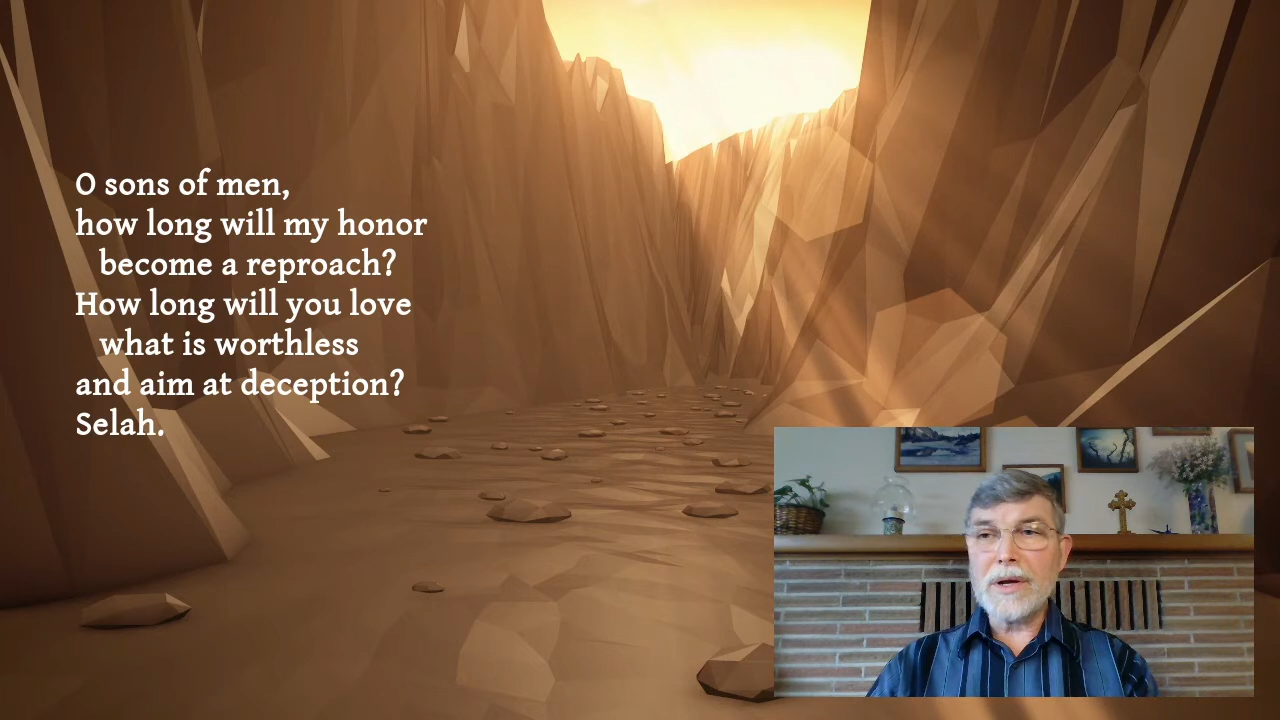 O sons of men,
how long will my honor
become a reproach?
How long will you love
what is worthless
and aim at deception?
Selah.